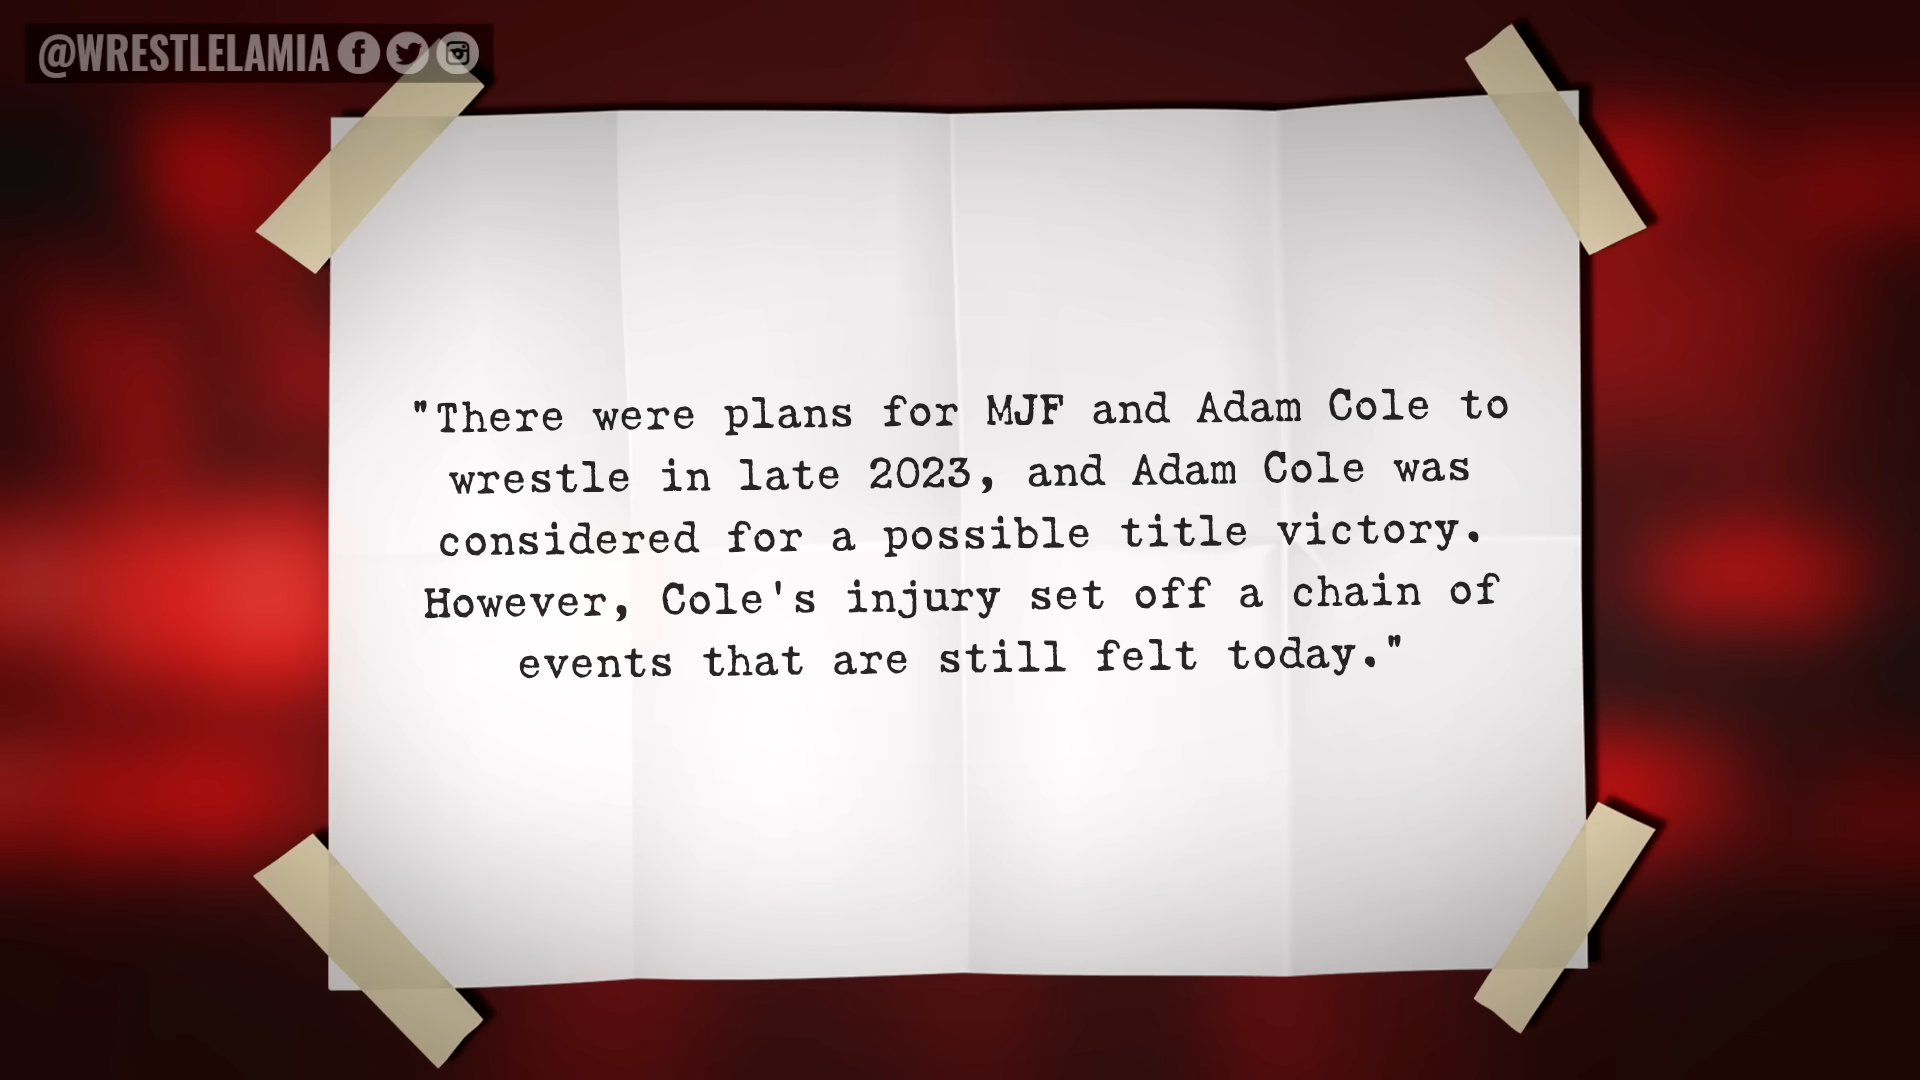 @WRESTLELAMIA
"There were plans for MJF and Adam Cole to
wrestle in late 2023, and Adam Cole was
considered for a possible title victory.
However, Cole's injury set off a chain of
events that are still felt today."